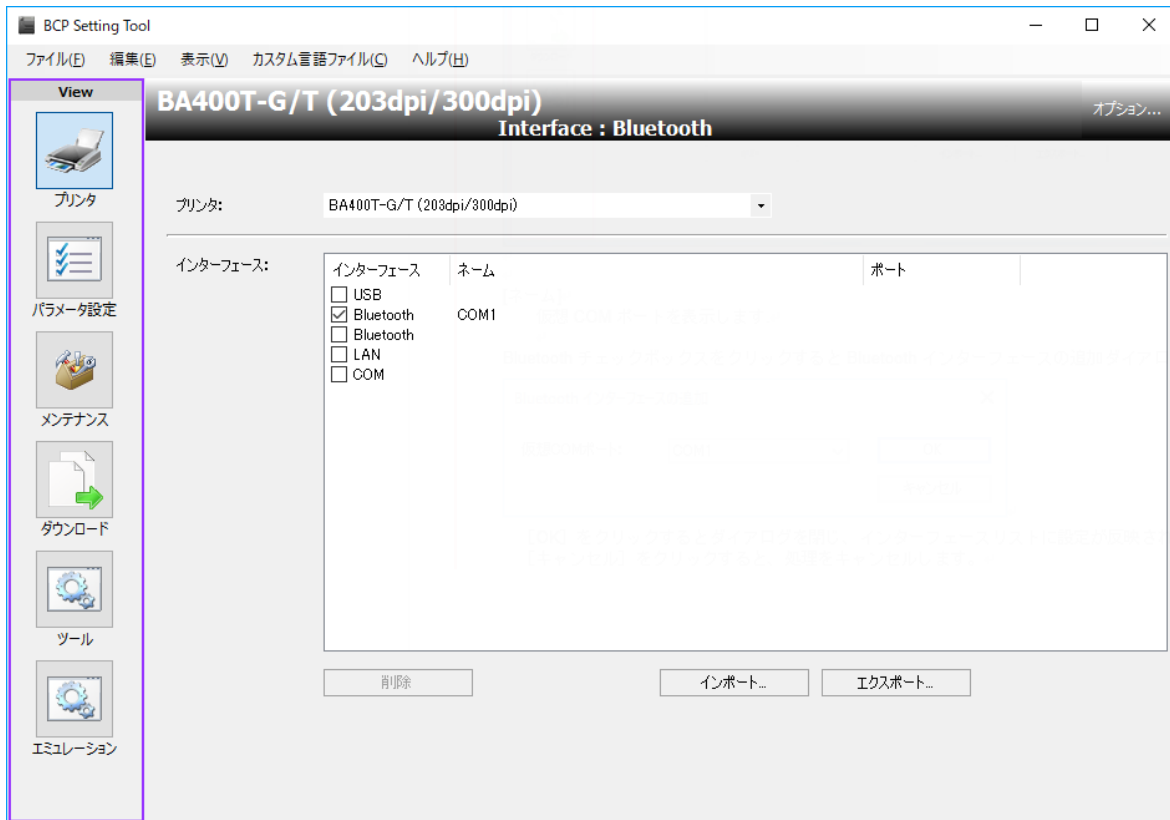 BCP Setting Tool
ファイル(F) 編集(E) 表示(V) カスタム言語ファイル(C) ヘルプ(H)
View
プリンタ
パラメータ設定
メンテナンス
ダウンロード
ツール
エミュレーション
BA400T-G/T (203dpi/300dpi)
Interface : Bluetooth
オプション...
プリンタ:
BA400T-G/T (203dpi/300dpi)
インターフェース:
インターフェース ネーム ポート
USB
Bluetooth COM1
Bluetooth
LAN
COM
削除
インポート...
エクスポート...